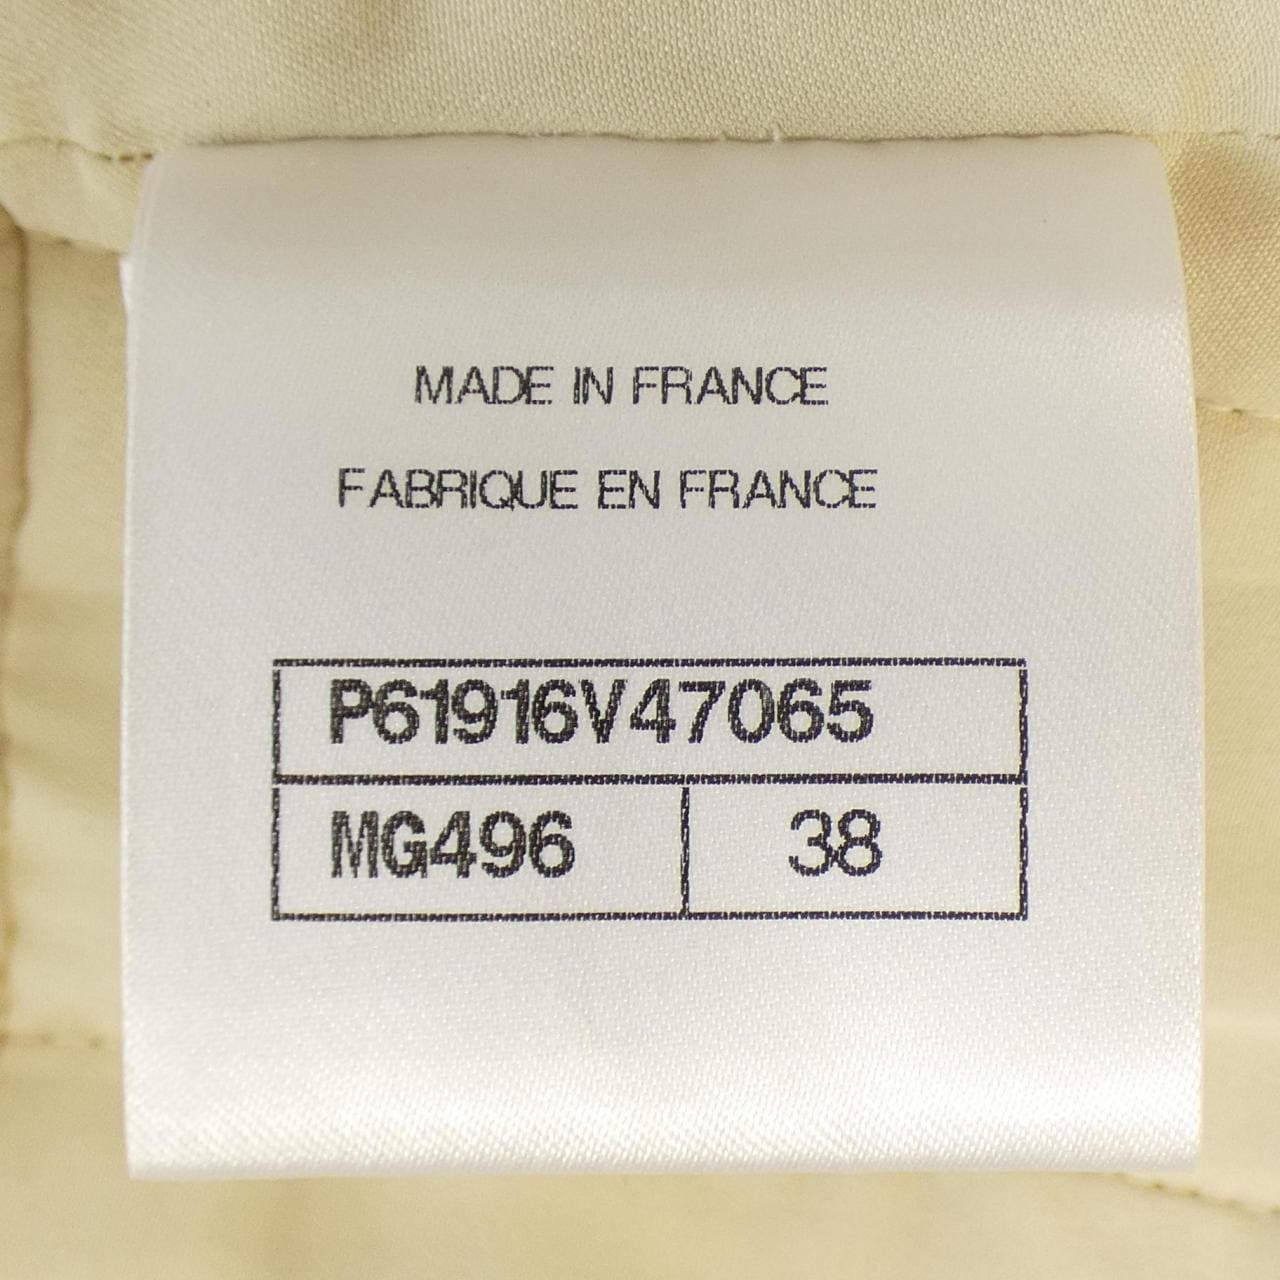 MADE IN FRANCE
FABRIQUE EN FRANCE
P61916V47065
MG496 38